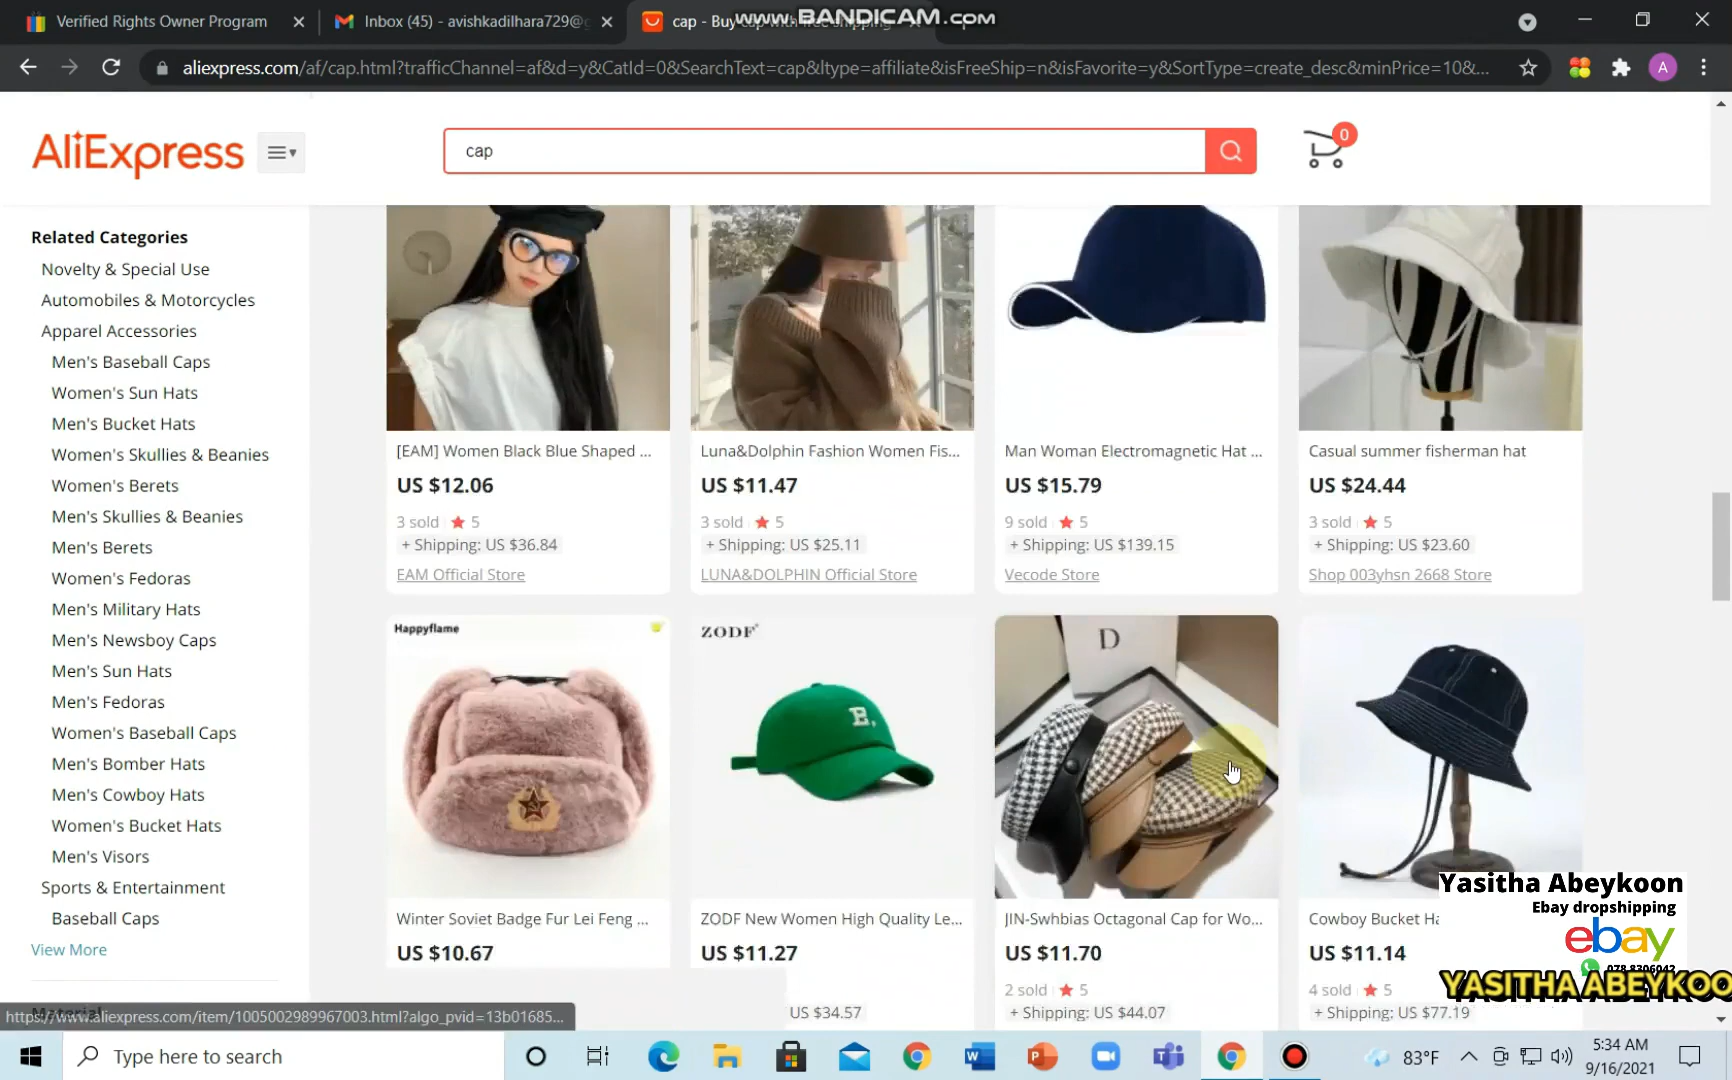 Verified Rights Owner Program
Inbox (45) - avishkadilhara729@
cap - Buy cap with free shipping
www.BANDICAM.com
aliexpress.com/af/cap.html?trafficChannel=af&d=y&CatId=0&SearchText=cap&ltype=affiliate&isFreeShip=n&isFavorite=y&SortType=create_desc&minPrice=10&...
A
AliExpress
cap
0
Related Categories
Novelty & Special Use
Automobiles & Motorcycles
Apparel Accessories
Men's Baseball Caps
Women's Sun Hats
Men's Bucket Hats
Women's Skullies & Beanies
Women's Berets
Men's Skullies & Beanies
Men's Berets
Women's Fedoras
Men's Military Hats
Men's Newsboy Caps
Men's Sun Hats
Men's Fedoras
Women's Baseball Caps
Men's Bomber Hats
Men's Cowboy Hats
Women's Bucket Hats
Men's Visors
Sports & Entertainment
Baseball Caps
View More
Material
[EAM] Women Black Blue Shaped ...
US $12.06
3 sold 5
+ Shipping: US $36.84
EAM Official Store
Luna&Dolphin Fashion Women Fis...
US $11.47
3 sold 5
+ Shipping: US $25.11
LUNA&DOLPHIN Official Store
Man Woman Electromagnetic Hat ...
US $15.79
9 sold 5
+ Shipping: US $139.15
Vecode Store
Casual summer fisherman hat
US $24.44
3 sold 5
+ Shipping: US $23.60
Shop 003yhsn 2668 Store
Happyflame
Winter Soviet Badge Fur Lei Feng ...
US $10.67
ZODF
B.
ZODF New Women High Quality Le...
US $11.27
US $34.57
D
JIN-Swhbias Octagonal Cap for Wo...
US $11.70
2 sold 5
+ Shipping: US $44.07
Cowboy Bucket Ha
US $11.14
4 sold 5
+ Shipping: US $77.19
Yasitha Abeykoon
Ebay dropshipping
ebay
078 8306042
YASITHA ABEYKOO
https://www.aliexpress.com/item/1005002989967003.html?algo_pvid=13b01685...
Type here to search
83°F
5:34 AM
9/16/2021